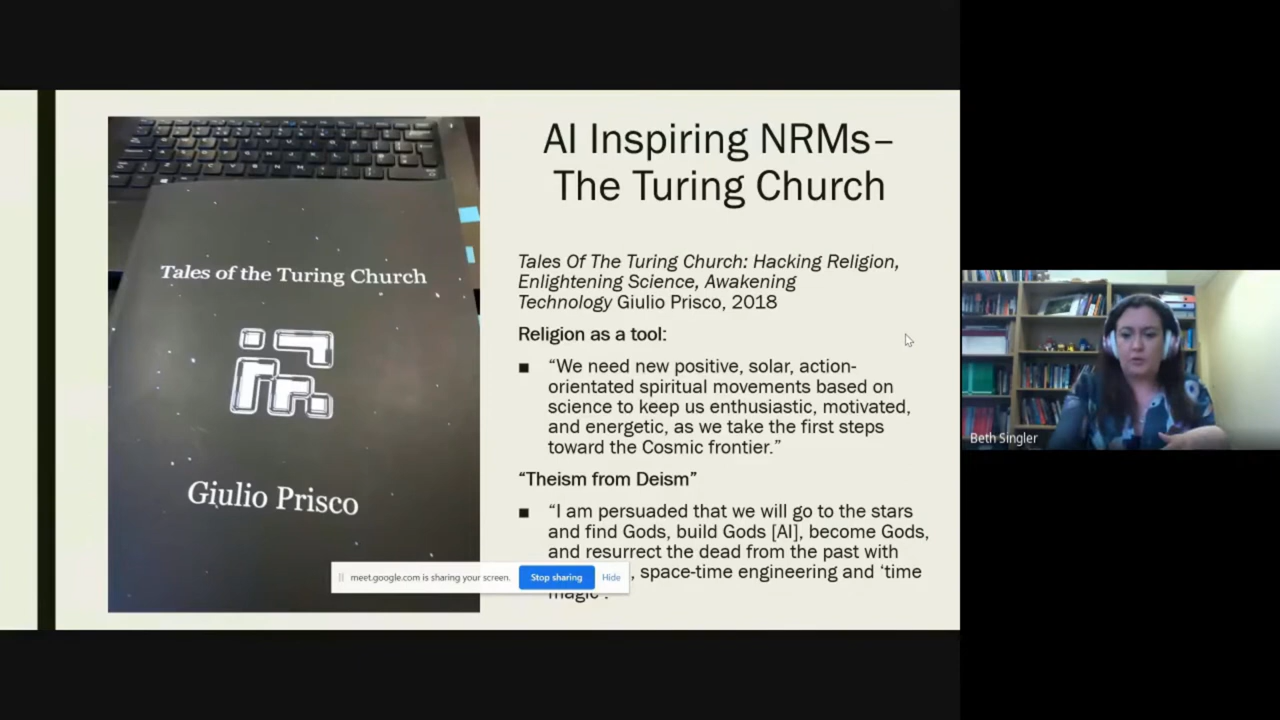 AI Inspiring NRMs–
The Turing Church
Tales of the Turing Church
Giulio Prisco
Tales Of The Turing Church: Hacking Religion,
Enlightening Science, Awakening
Technology Giulio Prisco, 2018
Religion as a tool:
“We need new positive, solar, action-
orientated spiritual movements based on
science to keep us enthusiastic, motivated,
and energetic, as we take the first steps
toward the Cosmic frontier.”
“Theism from Deism”
“I am persuaded that we will go to the stars
and find Gods, build Gods [AI], become Gods,
and resurrect the dead from the past with
, space-time engineering and ‘time
magic’.
meet.google.com is sharing your screen.
Stop sharing
Hide
Beth Singler